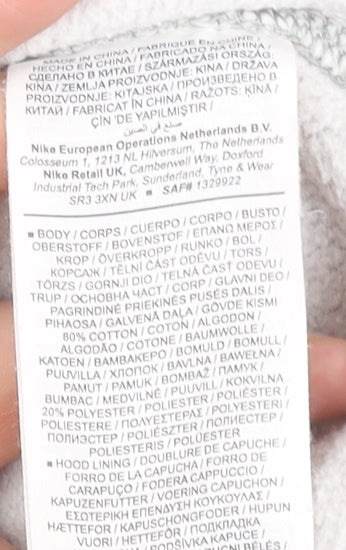 MADE IN CHINA / FABRIQUÉ EN CHINE /
HECHO EN CHINA / FABRICADO NA CHINA /
СДЕЛАНО В КИТАЕ / SZÁRMAZÁSI ORSZÁG:
KÍNA / ZEMLJA PROIZVODNJE: KINA / DRŽAVA
PROIZVODNJE: KITAJSKA / ПРОИЗВЕДЕНО В
КИТАЙ / FABRICAT ÎN CHINA / RAŽOTS: ĶĪNA /
ÇİN 'DE YAPILMIŞTIR /
صنع في الصين
Nike European Operations Netherlands B.V.
Colosseum 1, 1213 NL Hilversum, The Netherlands
Nike Retail UK, Camberwell Way, Doxford
Industrial Tech Park, Sunderland, Tyne & Wear
SR3 3XN UK ■ SAF# 1329922
■ BODY / CORPS / CUERPO / CORPO / BUSTO /
OBERSTOFF / BOVENSTOF / ΕΠΑΝΩ ΜΕΡΟΣ /
KROP / ÖVERKROPP / RUNKO / BOL /
КОРСАЖ / TĚLNÍ ČÁST ODĚVU / TORS /
TÖRZS / GORNJI DIO / TELNÁ ČASŤ ODEVU /
TRUP / ОСНОВНА ЧАСТ / CORP / GLAVNI DEO /
PAGRINDINĖ PRIEKINĖS PUSĖS DALIS /
PIHAOSA / GALVENĀ DAĻA / GÖVDE KISMI
80% COTTON / COTON / ALGODON /
ALGODÃO / COTONE / BAUMWOLLE /
KATOEN / ΒΑΜΒΑΚΕΡΟ / BOMULD / BOMULL /
PUUVILLA / ХЛОПОК / BAVLNA / BAWEŁNA /
PAMUT / PAMUK / BOMBAŽ / ПАМУК /
BUMBAC / MEDVILNĖ / PUUVILL / KOKVILNA
20% POLYESTER / POLIESTER / POLIÉSTER /
POLIESTERE / ΠΟΛΥΕΣΤΕΡΑΣ / POLYESTERI /
ПОЛИЭСТЕР / POLIÉSZTER / ПОЛИЕСТЕР /
POLIESTERIS / POLÜESTER
■ HOOD LINING / DOUBLURE DE CAPUCHE /
FORRO DE LA CAPUCHA / FORRO DE
CARAPUÇO / FODERA CAPPUCCIO /
KAPUZENFUTTER / VOERING CAPUCHON /
ΕΣΩΤΕΡΙΚΗ ΕΠΕΝΔΥΣΗ ΚΟΥΚΟΥΛΑΣ /
HÆTTEFOR / KAPUSCHONGFODER / HUPUN
VUORI / HETTEFÔR / ПОДКЛАДКА
PODŠÍVKA KAPUCE /